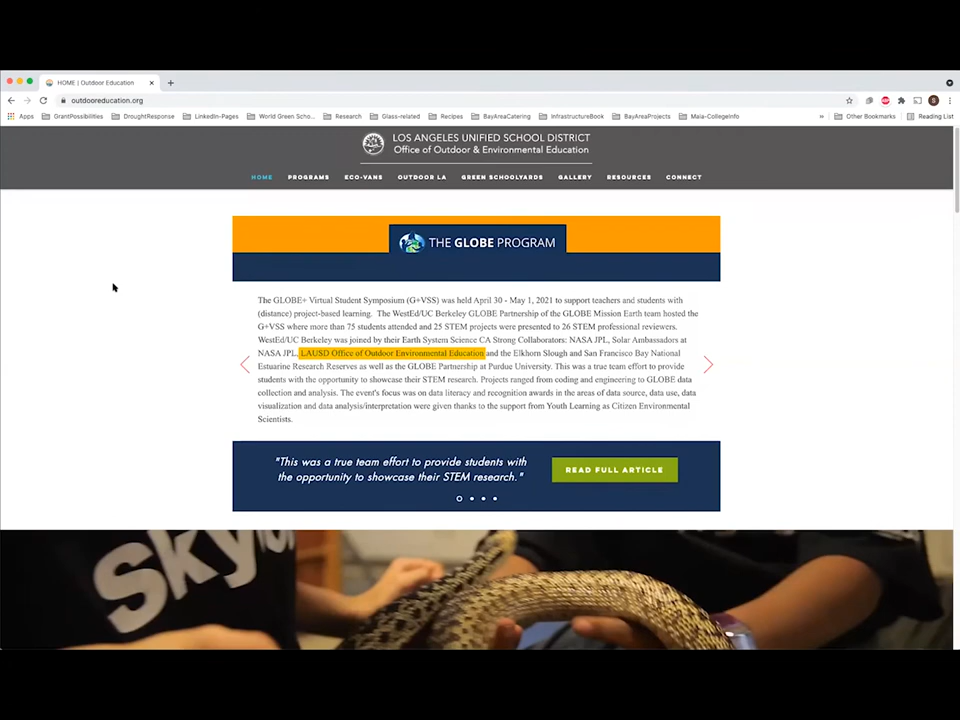 HOME | Outdoor Education
outdooreducation.org
Apps GrantPossibilities DroughtResponse LinkedIn-Pages World Green Scho... Research Glass-related Recipes BayAreaCatering InfrastructureBook BayAreaProjects Maia-CollegeInfo » Other Bookmarks Reading List
LOS ANGELES UNIFIED SCHOOL DISTRICT
Office of Outdoor & Environmental Education
HOME PROGRAMS ECO-VANS OUTDOOR LA GREEN SCHOOLYARDS GALLERY RESOURCES CONNECT
THE GLOBE PROGRAM
The GLOBE+ Virtual Student Symposium (G+VSS) was held April 30 - May 1, 2021 to support teachers and students with
(distance) project-based learning. The WestEd/UC Berkeley GLOBE Partnership of the GLOBE Mission Earth team hosted the
G+VSS where more than 75 students attended and 25 STEM projects were presented to 26 STEM professional reviewers.
WestEd/UC Berkeley was joined by their Earth System Science CA Strong Collaborators: NASA JPL, Solar Ambassadors at
NASA JPL, LAUSD Office of Outdoor Environmental Education and the Elkhorn Slough and San Francisco Bay National
Estuarine Research Reserves as well as the GLOBE Partnership at Purdue University. This was a true team effort to provide
students with the opportunity to showcase their STEM research. Projects ranged from coding and engineering to GLOBE data
collection and analysis. The event's focus was on data literacy and recognition awards in the areas of data source, data use, data
visualization and data analysis/interpretation were given thanks to the support from Youth Learning as Citizen Environmental
Scientists.
"This was a true team effort to provide students with
the opportunity to showcase their STEM research."
READ FULL ARTICLE